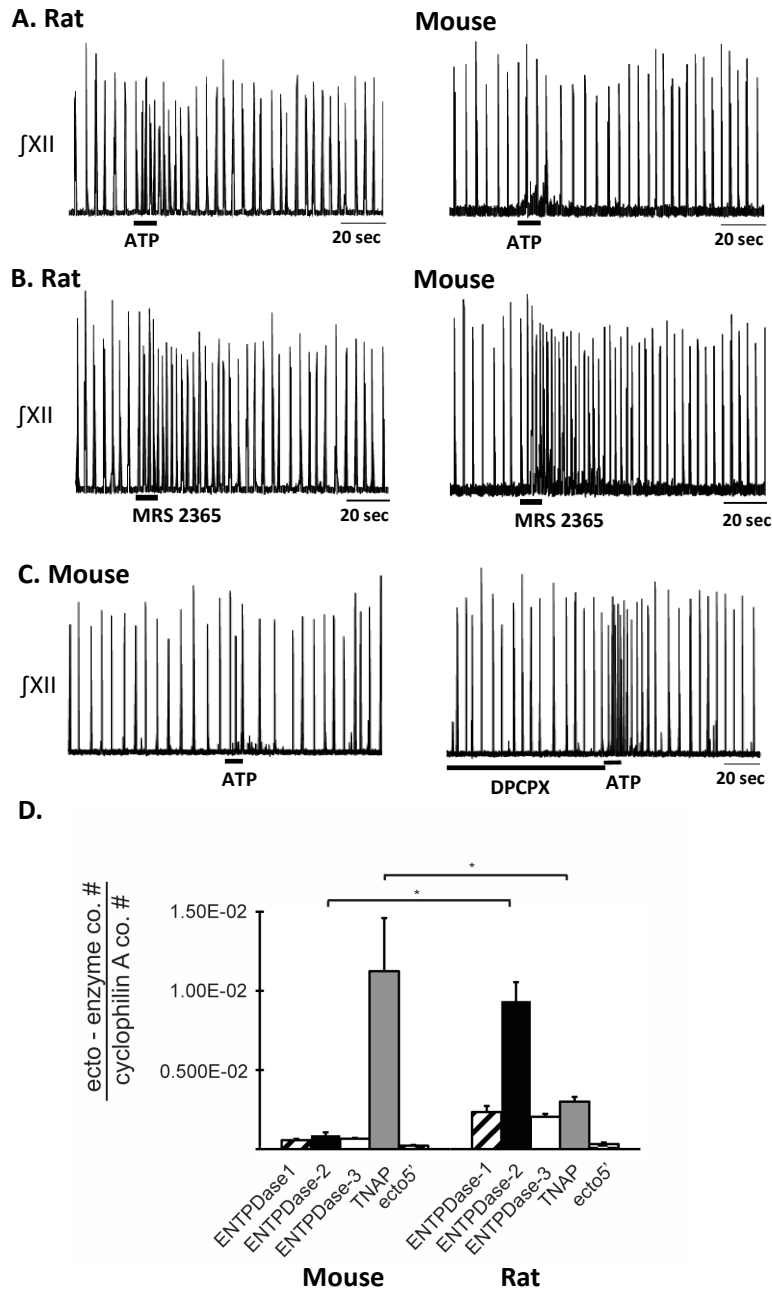 A. Rat
Mouse
∫XII
ATP
20 sec
ATP
20 sec
B. Rat
Mouse
∫XII
MRS 2365
20 sec
MRS 2365
20 sec
C. Mouse
∫XII
ATP
DPCPX
ATP
20 sec
D.
ecto - enzyme co. #
cyclophilin A co. #
1.50E-02
1.00E-02
0.500E-02
*
*
ENTPDase1
ENTPDase-2
ENTPDase-3
TNAP
ecto5'
ENTPDase-1
ENTPDase-2
ENTPDase-3
TNAP
ecto5'
Mouse
Rat